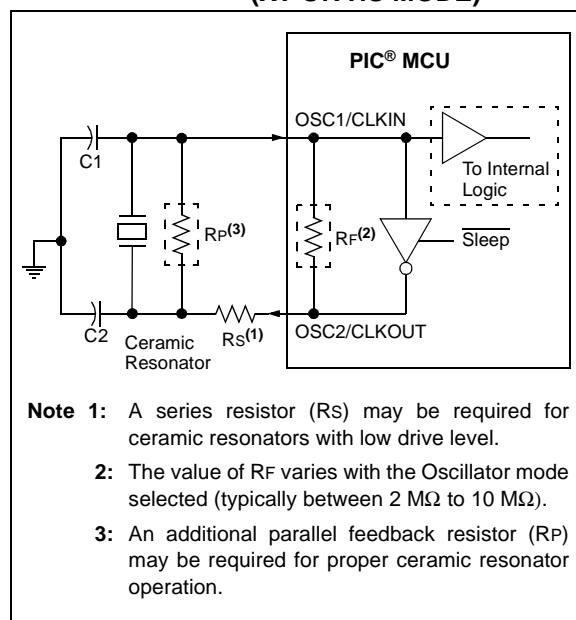 (XT OR HS MODE)
PIC® MCU
OSC1/CLKIN
C1
To Internal
Logic
RP(3)
RF(2)
Sleep
C2
Ceramic
Resonator
RS(1)
OSC2/CLKOUT
Note 1: A series resistor (RS) may be required for
ceramic resonators with low drive level.
2: The value of RF varies with the Oscillator mode
selected (typically between 2 MΩ to 10 MΩ).
3: An additional parallel feedback resistor (RP)
may be required for proper ceramic resonator
operation.